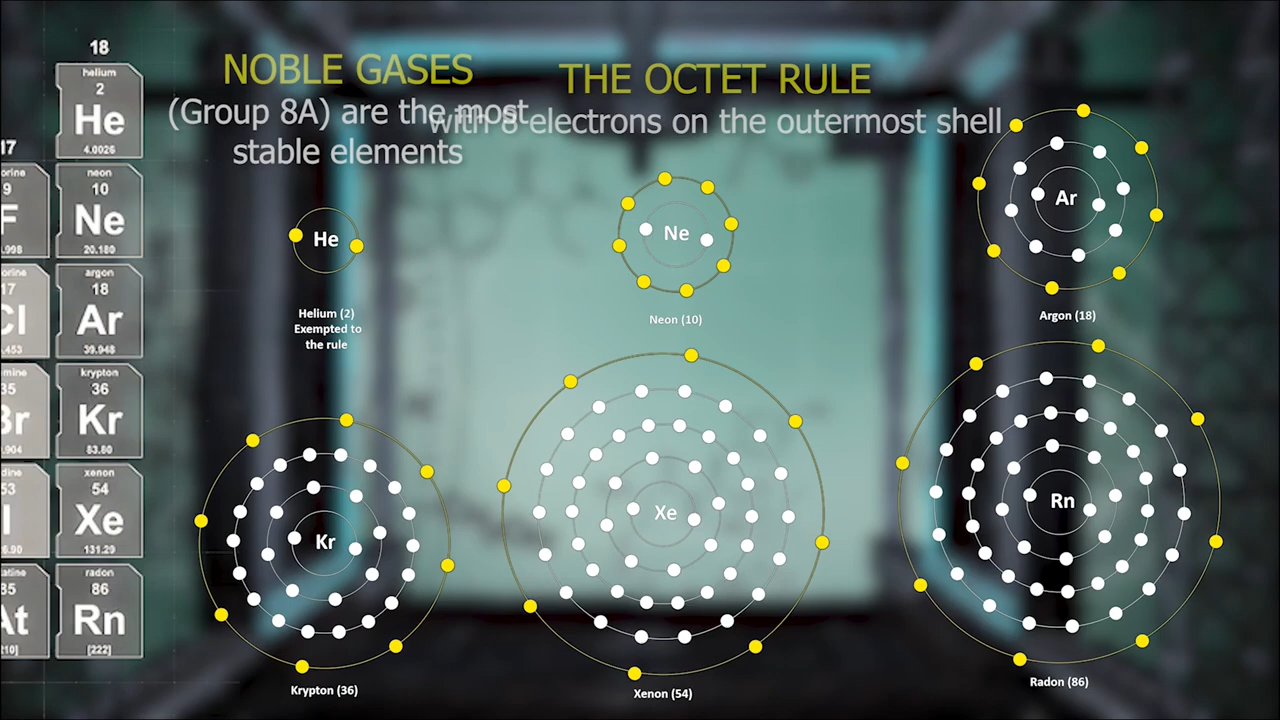 18
helium
2
He
4.0026
17
9
F
neon
10
Ne
20.180
17
argon
18
Ar
39.948
35
krypton
36
Kr
83.80
53
I
xenon
54
Xe
131.29
At
radon
86
Rn
[222]
NOBLE GASES
(Group 8A) are the most
stable elements
THE OCTET RULE
with 8 electrons on the outermost shell
He
Helium (2)
Exempted to
the rule
Ne
Neon (10)
Ar
Argon (18)
Kr
Krypton (36)
Xe
Xenon (54)
Rn
Radon (86)